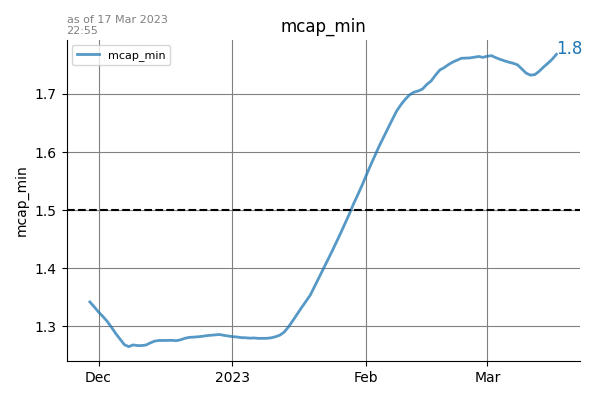 as of 17 Mar 2023
22:55
mcap_min
mcap_min
1.8
mcap_min
1.7
1.6
1.5
1.4
1.3
Dec
2023
Feb
Mar